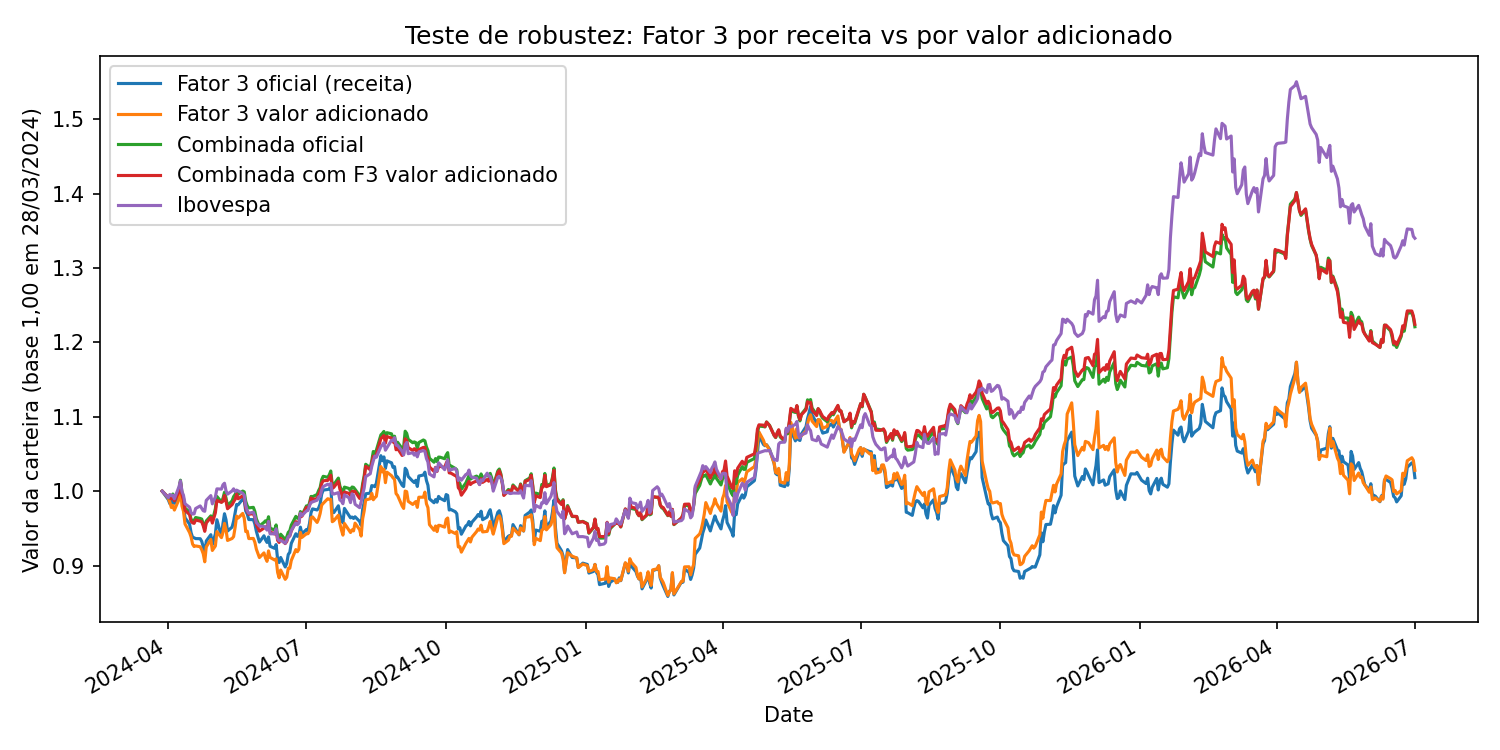 Teste de robustez: Fator 3 por receita vs por valor adicionado
Fator 3 oficial (receita)
Fator 3 valor adicionado
Combinada oficial
Combinada com F3 valor adicionado
Ibovespa
Valor da carteira (base 1,00 em 28/03/2024)
1.5
1.4
1.3
1.2
1.1
1.0
0.9
2024-04
2024-07
2024-10
2025-01
2025-04
2025-07
2025-10
2026-01
2026-04
2026-07
Date